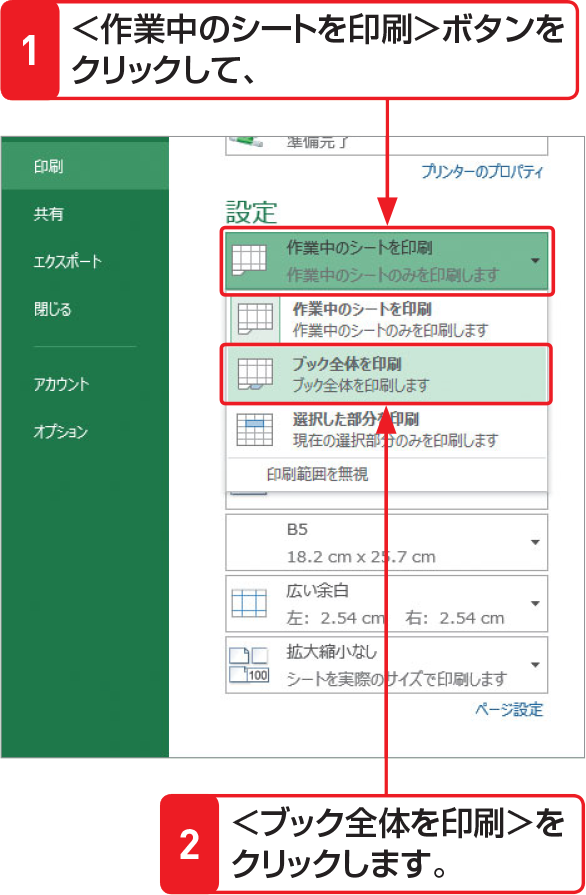 1
＜作業中のシートを印刷＞ボタンを
クリックして、
準備完了
プリンターのプロパティ
印刷
共有
エクスポート
閉じる
アカウント
オプション
設定
作業中のシートを印刷
作業中のシートのみを印刷します
作業中のシートを印刷
作業中のシートのみを印刷します
ブック全体を印刷
ブック全体を印刷します
選択した部分を印刷
現在の選択部分のみを印刷します
印刷範囲を無視
B5
18.2 cm x 25.7 cm
広い余白
左: 2.54 cm 右: 2.54 cm
拡大縮小なし
100
シートを実際のサイズで印刷します
ページ設定
2
＜ブック全体を印刷＞を
クリックします。